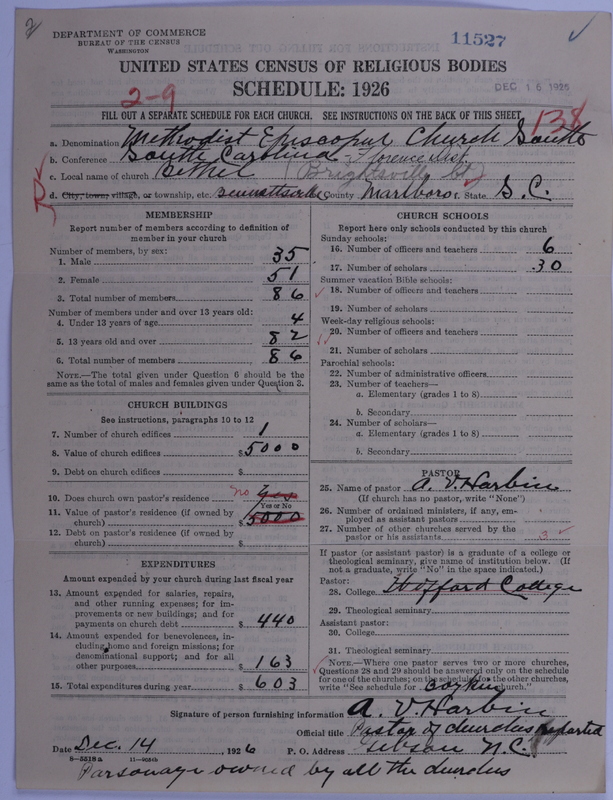 2
DEPARTMENT OF COMMERCE
BUREAU OF THE CENSUS
WASHINGTON
11527
UNITED STATES CENSUS OF RELIGIOUS BODIES
SCHEDULE: 1926
DEC 16 1926
2-9
FILL OUT A SEPARATE SCHEDULE FOR EACH CHURCH. SEE INSTRUCTIONS ON THE BACK OF THIS SHEET
138
a. Denomination Methodist Episcopal Church South
b. Conference South Carolina Florence Dist.
c. Local name of church Bethel (Brightsville Ct)
d. City, town, village, or township, etc. Bennettsville County Marlboro f. State S.C.
MEMBERSHIP
Report number of members according to definition of member in your church
Number of members, by sex:
1. Male 35
2. Female 51
3. Total number of members 86
Number of members under and over 13 years old:
4. Under 13 years of age 4
5. 13 years old and over 82
6. Total number of members 86
NOTE.—The total given under Question 6 should be the same as the total of males and females given under Question 3.
CHURCH BUILDINGS
See instructions, paragraphs 10 to 12
7. Number of church edifices 1
8. Value of church edifices $ 5000
9. Debt on church edifices $
10. Does church own pastor's residence no Yes
Yes or No
11. Value of pastor's residence (if owned by church) $ 5000
12. Debt on pastor's residence (if owned by church) $
EXPENDITURES
Amount expended by your church during last fiscal year
13. Amount expended for salaries, repairs, and other running expenses; for improvements or new buildings; and for payments on church debt $ 440
14. Amount expended for benevolences, including home and foreign missions; for denominational support; and for all other purposes $ 163
15. Total expenditures during year $ 603
CHURCH SCHOOLS
Report here only schools conducted by this church
Sunday schools:
16. Number of officers and teachers 6
17. Number of scholars 30
Summer vacation Bible schools:
18. Number of officers and teachers
19. Number of scholars
Week-day religious schools:
20. Number of officers and teachers
21. Number of scholars
Parochial schools:
22. Number of administrative officers
23. Number of teachers—
a. Elementary (grades 1 to 8)
b. Secondary
24. Number of scholars—
a. Elementary (grades 1 to 8)
b. Secondary
PASTOR
25. Name of pastor A. V. Harbin
(If church has no pastor, write "None")
26. Number of ordained ministers, if any, employed as assistant pastors
27. Number of other churches served by the pastor or his assistants 3
If pastor (or assistant pastor) is a graduate of a college or theological seminary, give name of institution below. (If not a graduate, write "No" in the space indicated.)
Pastor:
28. College Wofford College
29. Theological seminary
Assistant pastor:
30. College
31. Theological seminary
NOTE.—Where one pastor serves two or more churches, Questions 28 and 29 should be answered only on the schedule for one of the churches; on the schedules for the other churches, write "See schedule for church."
Signature of person furnishing information A. V. Harbin
Official title Pastor of churches reported
Date Dec. 14, 1926 P. O. Address Gibson N.C.
8-5518a 11-9024b
Parsonage owned by all the churches